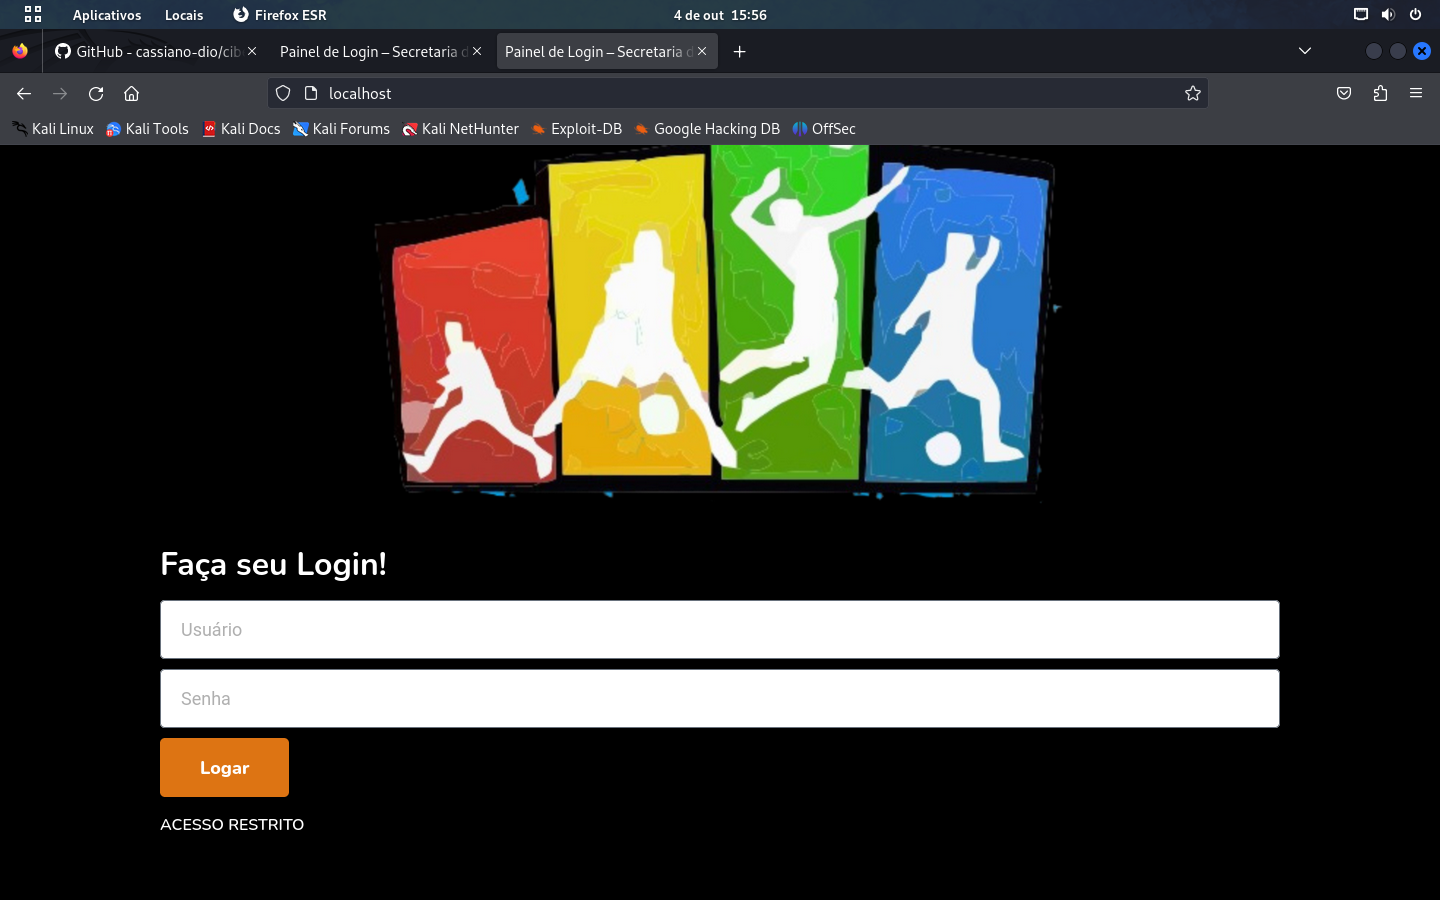 Aplicativos Locais Firefox ESR 4 de out 15:56
GitHub - cassiano-dio/cib Painel de Login – Secretaria d Painel de Login – Secretaria d
localhost
Kali Linux Kali Tools Kali Docs Kali Forums Kali NetHunter Exploit-DB Google Hacking DB OffSec
Faça seu Login!
Usuário
Senha
Logar
ACESSO RESTRITO